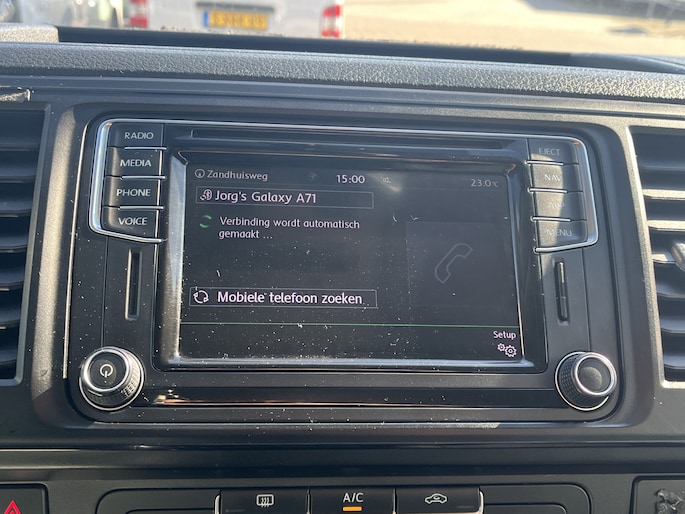 RADIO
MEDIA
PHONE
VOICE
EJECT
NAV
MENU
Zandhuisweg 15:00 23.0°C
Jorg's Galaxy A71
Verbinding wordt automatisch
gemaakt ...
Mobiele telefoon zoeken
Setup
A/C